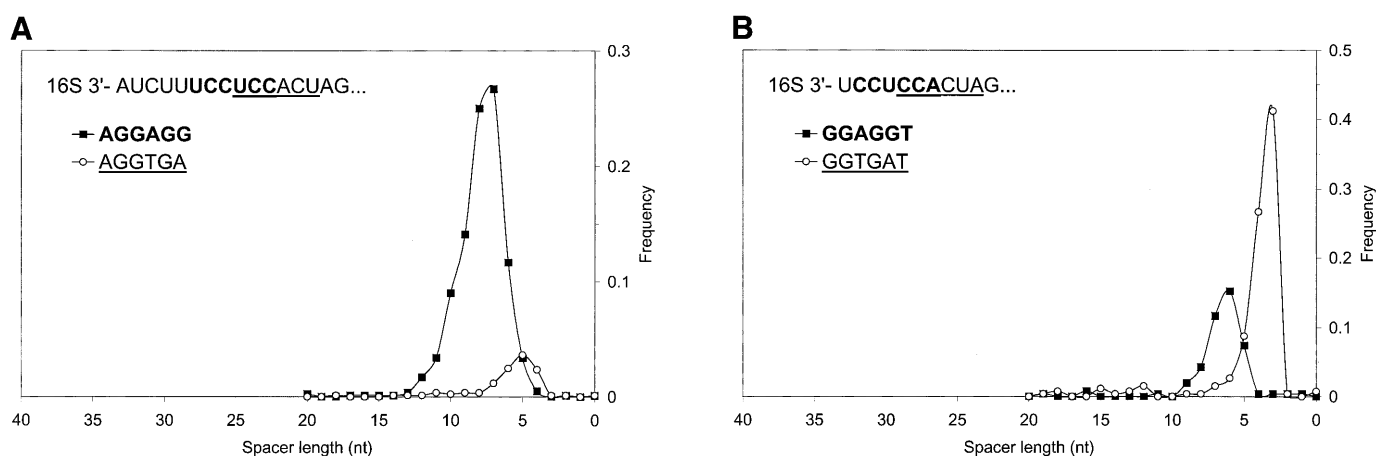 A
16S 3'- AUCUUUCCUCCACUAG...
AGGAGG
AGGTGA
0.3
0.2
0.1
0
Frequency
40 35 30 25 20 15 10 5 0
Spacer length (nt)
B
16S 3'- UCCUCCACUAG...
GGAGGT
GGTGAT
0.5
0.4
0.3
0.2
0.1
0
Frequency
40 35 30 25 20 15 10 5 0
Spacer length (nt)